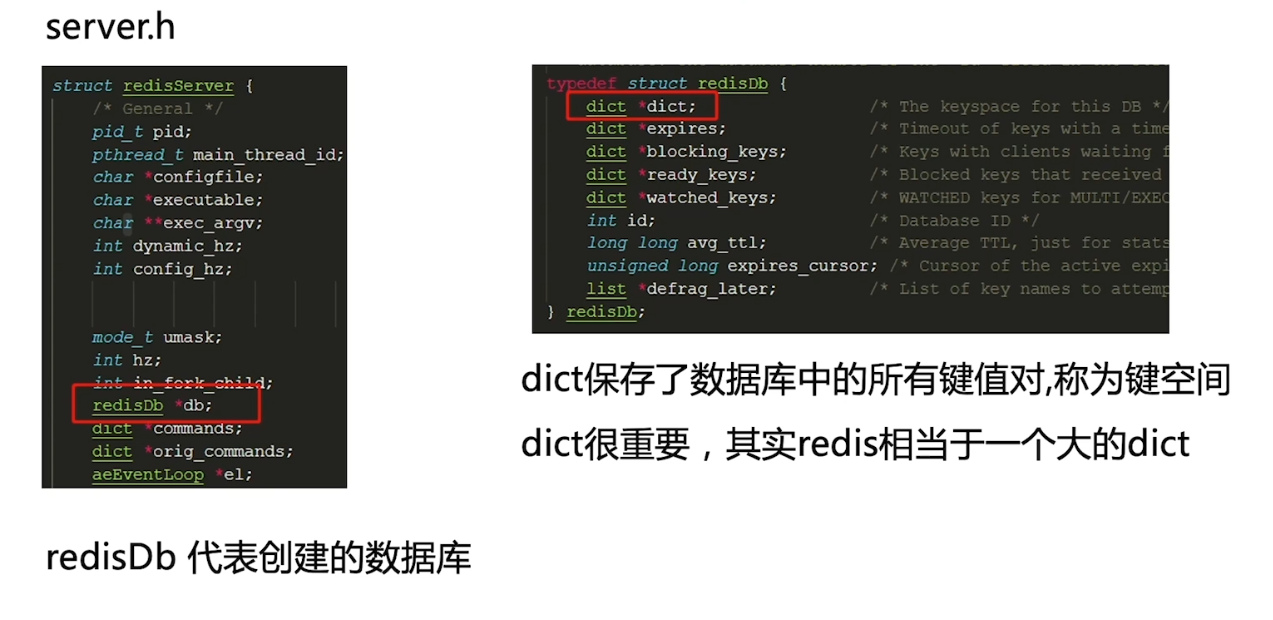 server.h
struct redisServer {
/* General */
pid_t pid;
pthread_t main_thread_id;
char *configfile;
char *executable;
char **exec_argv;
int dynamic_hz;
int config_hz;
mode_t umask;
int hz;
int in_fork_child;
redisDb *db;
dict *commands;
dict *orig_commands;
aeEventLoop *el;
redisDb 代表创建的数据库
typedef struct redisDb {
dict *dict; /* The keyspace for this DB */
dict *expires; /* Timeout of keys with a time
dict *blocking_keys; /* Keys with clients waiting f
dict *ready_keys; /* Blocked keys that received
dict *watched_keys; /* WATCHED keys for MULTI/EXEC
int id; /* Database ID */
long long avg_ttl; /* Average TTL, just for stats
unsigned long expires_cursor; /* Cursor of the active expi
list *defrag_later; /* List of key names to attemp
} redisDb;
dict保存了数据库中的所有键值对,称为键空间
dict很重要，其实redis相当于一个大的dict